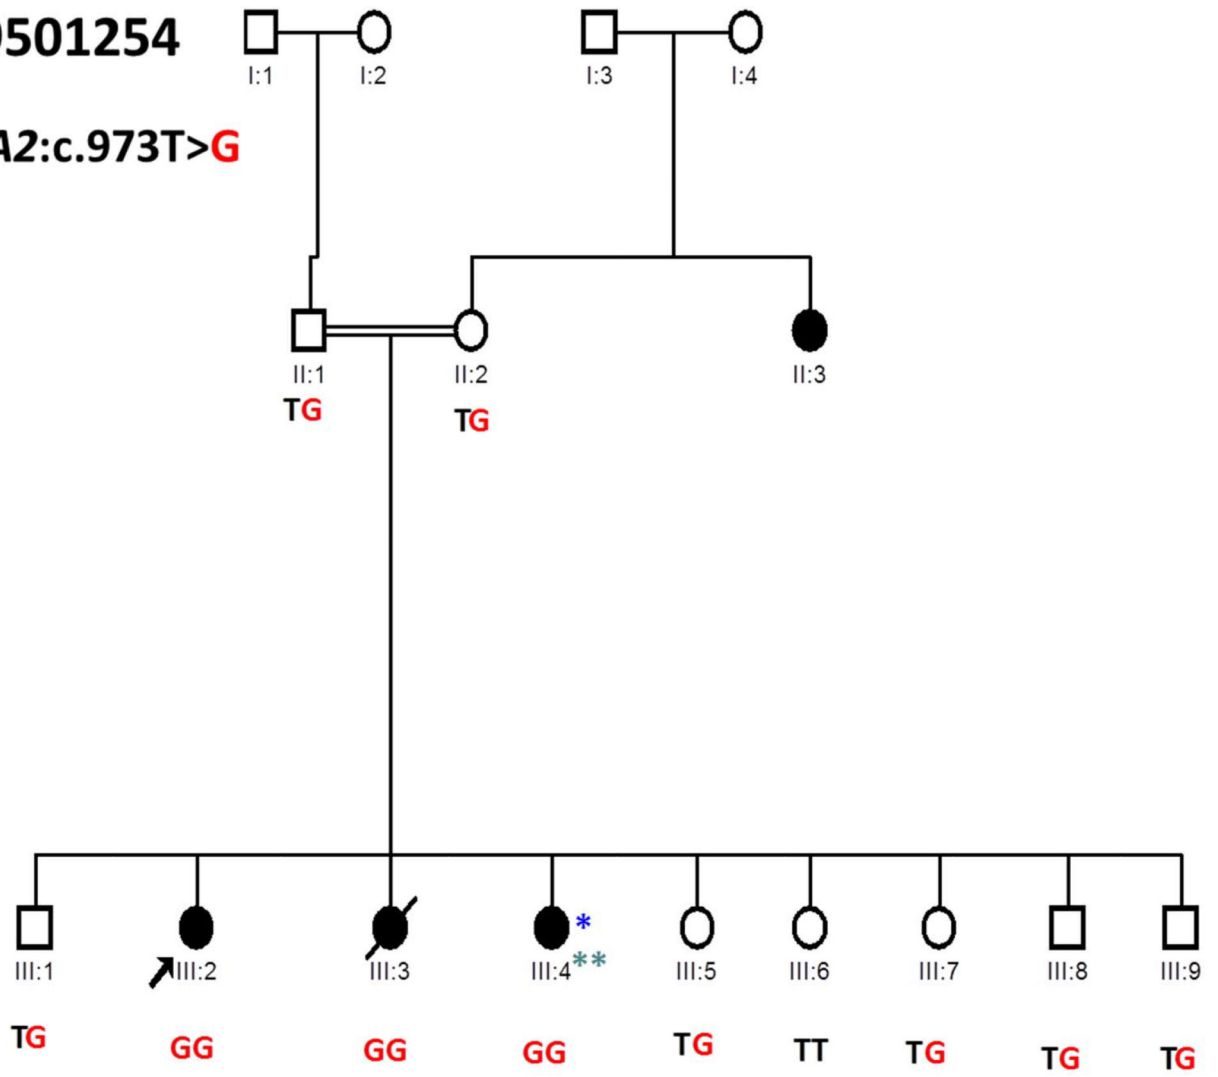 9501254
I:1 I:2 I:3 I:4
A2:c.973T>G
II:1 II:2 II:3
TG TG
* **
III:1 III:2 III:3 III:4 III:5 III:6 III:7 III:8 III:9
TG GG GG GG TG TT TG TG TG